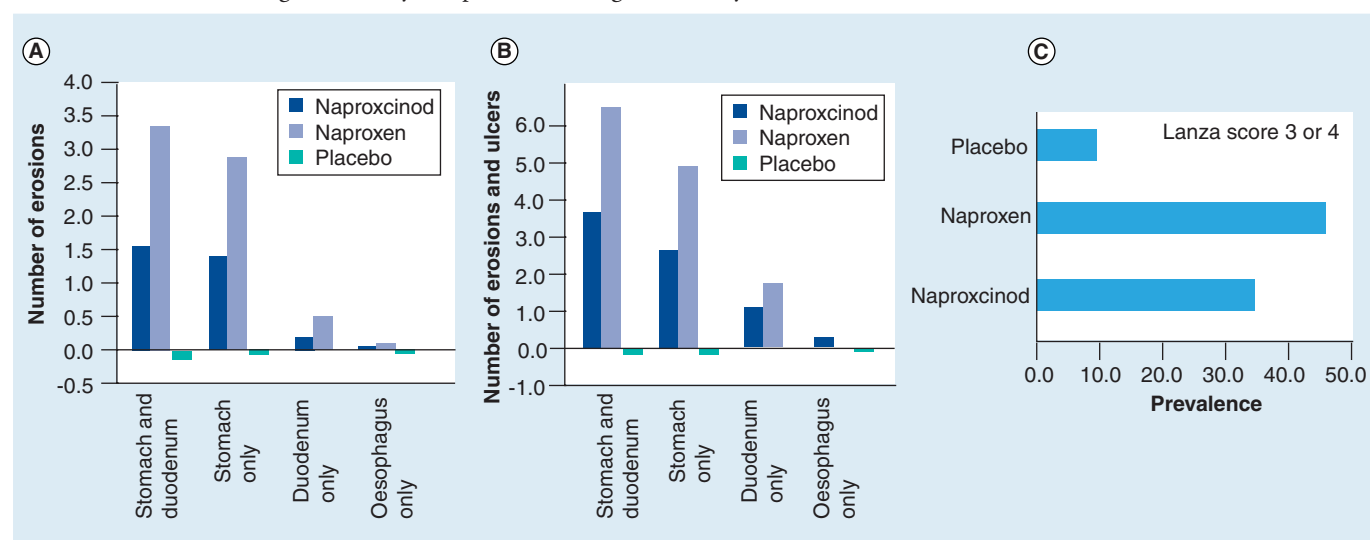 A
Number of erosions
4.0
3.5
3.0
2.5
2.0
1.5
1.0
0.5
0.0
-0.5
Naproxcinod
Naproxen
Placebo
Stomach and
duodenum
Stomach
only
Duodenum
only
Oesophagus
only
B
Number of erosions and ulcers
6.0
5.0
4.0
3.0
2.0
1.0
0.0
-1.0
Naproxcinod
Naproxen
Placebo
Stomach and
duodenum
Stomach
only
Duodenum
only
Oesophagus
only
C
Lanza score 3 or 4
Placebo
Naproxen
Naproxcinod
0.0 10.0 20.0 30.0 40.0 50.0
Prevalence